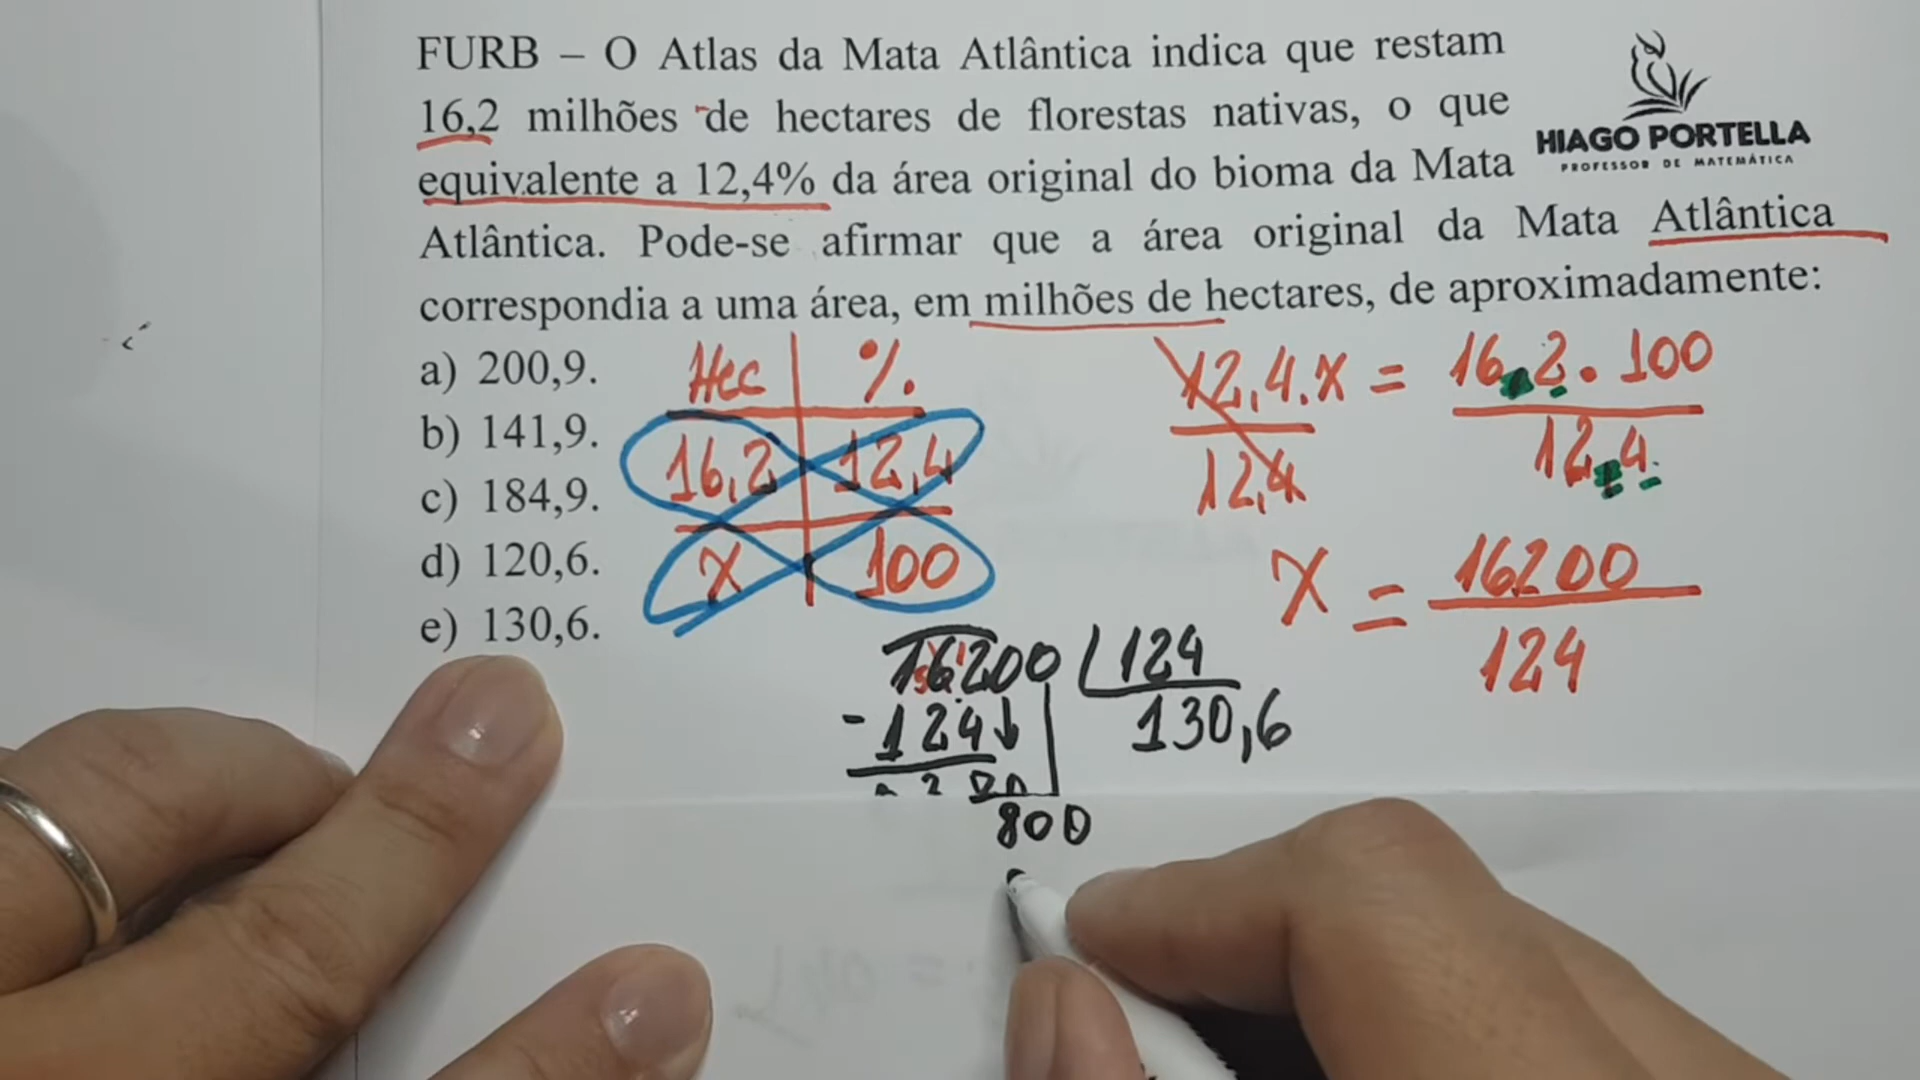 FURB – O Atlas da Mata Atlântica indica que restam
16,2 milhões de hectares de florestas nativas, o que
equivalente a 12,4% da área original do bioma da Mata
Atlântica. Pode-se afirmar que a área original da Mata Atlântica
correspondia a uma área, em milhões de hectares, de aproximadamente:
HIAGO PORTELLA
PROFESSOR DE MATEMÁTICA
a) 200,9.
b) 141,9.
c) 184,9.
d) 120,6.
e) 130,6.
Hec %
16,2 12,4
x 100
12,4.x = 16,2.100
12,4 12,4
x = 16200
124
16200 124
-124 130,6
800